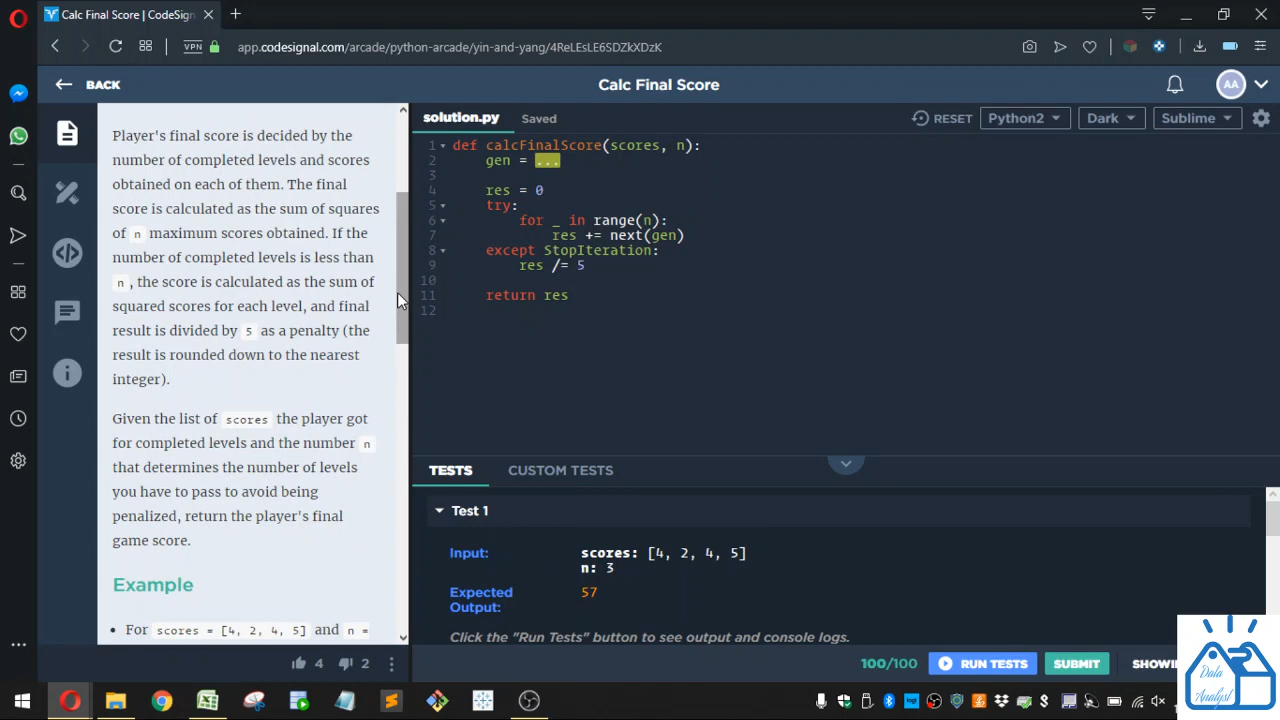 Calc Final Score | CodeSign
VPN
app.codesignal.com/arcade/python-arcade/yin-and-yang/4ReLEsLE6SDZkXDzK
BACK
Calc Final Score
AA
solution.py
Saved
RESET
Python2
Dark
Sublime
Player's final score is decided by the
number of completed levels and scores
obtained on each of them. The final
score is calculated as the sum of squares
of n maximum scores obtained. If the
number of completed levels is less than
n, the score is calculated as the sum of
squared scores for each level, and final
result is divided by 5 as a penalty (the
result is rounded down to the nearest
integer).
Given the list of scores the player got
for completed levels and the number n
that determines the number of levels
you have to pass to avoid being
penalized, return the player's final
game score.
Example
• For scores = [4, 2, 4, 5] and n =
4
2
1 def calcFinalScore(scores, n):
2 gen = ...
3
4 res = 0
5 try:
6 for _ in range(n):
7 res += next(gen)
8 except StopIteration:
9 res /= 5
10
11 return res
12
TESTS
CUSTOM TESTS
Test 1
Input:
scores: [4, 2, 4, 5]
n: 3
Expected
Output:
57
Click the "Run Tests" button to see output and console logs.
100/100
RUN TESTS
SUBMIT
SHOWI
Data
Analyst